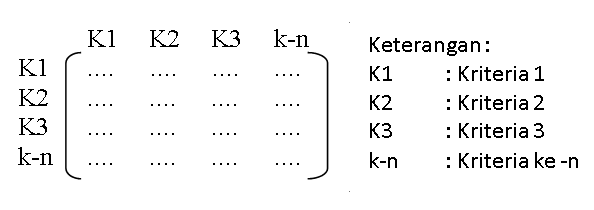 K1 K2 K3 k-n
K1 .... .... .... ....
K2 .... .... .... ....
K3 .... .... .... ....
k-n .... .... .... ....
Keterangan :
K1 : Kriteria 1
K2 : Kriteria 2
K3 : Kriteria 3
k-n : Kriteria ke -n